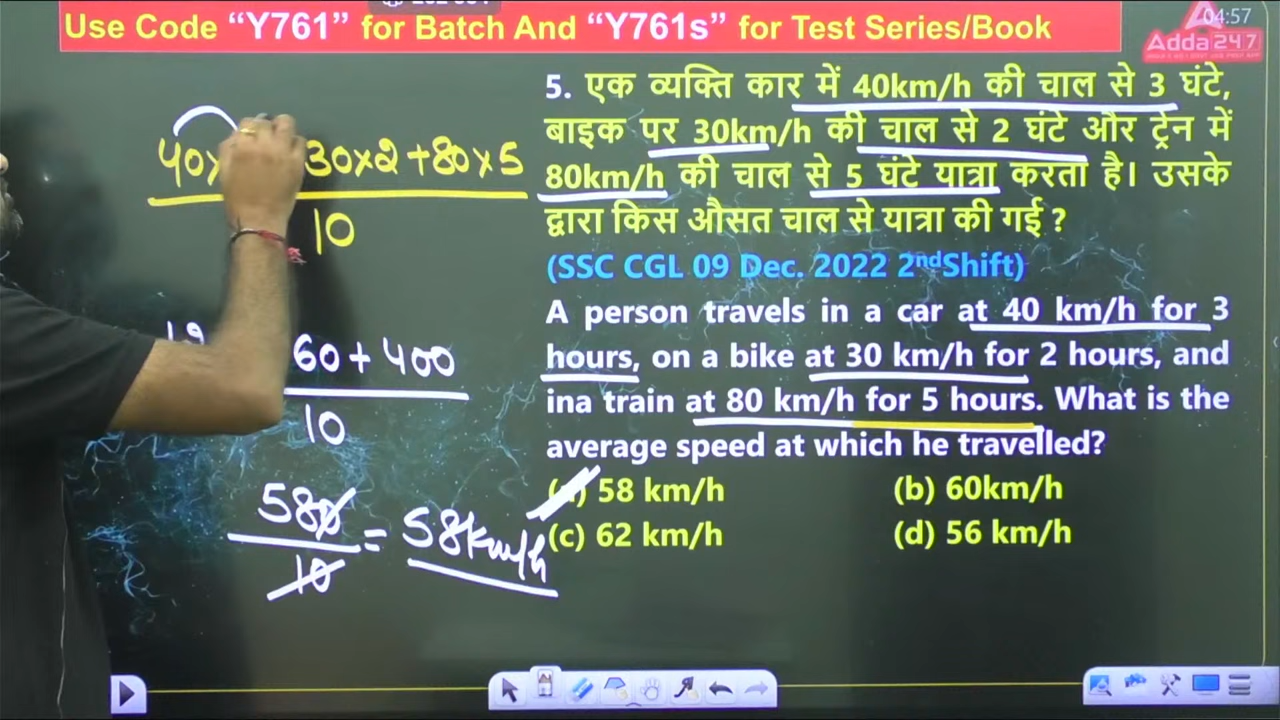 Use Code “Y761” for Batch And “Y761s” for Test Series/Book
04:57
Adda247
5. एक व्यक्ति कार में 40km/h की चाल से 3 घंटे,
बाइक पर 30km/h की चाल से 2 घंटे और ट्रेन में
80km/h की चाल से 5 घंटे यात्रा करता है। उसके
द्वारा किस औसत चाल से यात्रा की गई ?
(SSC CGL 09 Dec. 2022 2ndShift)
A person travels in a car at 40 km/h for 3
hours, on a bike at 30 km/h for 2 hours, and
ina train at 80 km/h for 5 hours. What is the
average speed at which he travelled?
(a) 58 km/h (b) 60km/h
(c) 62 km/h (d) 56 km/h
40× 30×2+80×5
10
60+400
10
580
10
= 58km/h